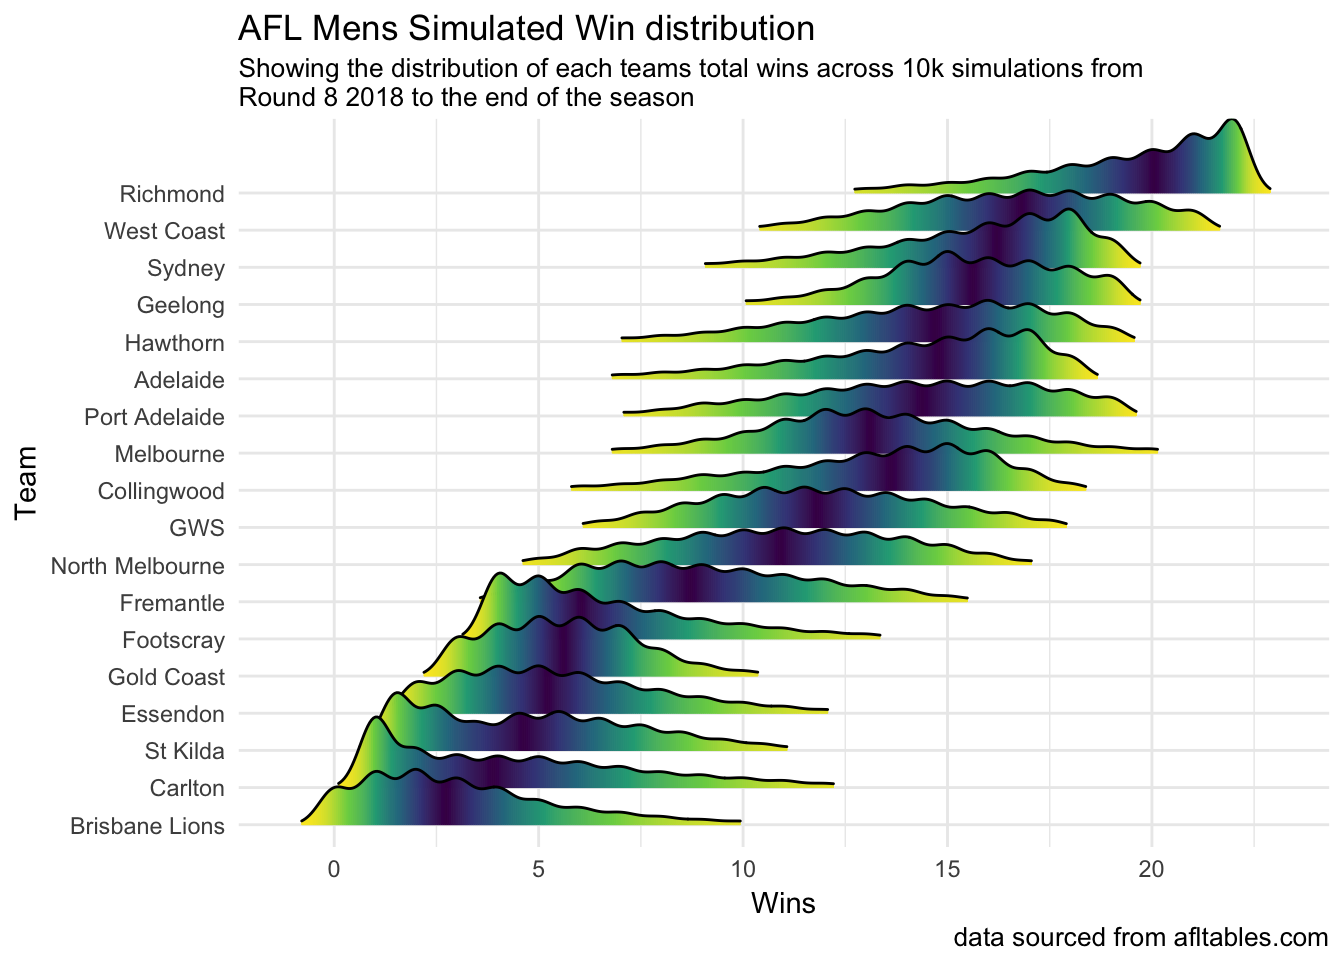 AFL Mens Simulated Win distribution
Showing the distribution of each teams total wins across 10k simulations from
Round 8 2018 to the end of the season
Team
Richmond
West Coast
Sydney
Geelong
Hawthorn
Adelaide
Port Adelaide
Melbourne
Collingwood
GWS
North Melbourne
Fremantle
Footscray
Gold Coast
Essendon
St Kilda
Carlton
Brisbane Lions
0 5 10 15 20
Wins
data sourced from afltables.com